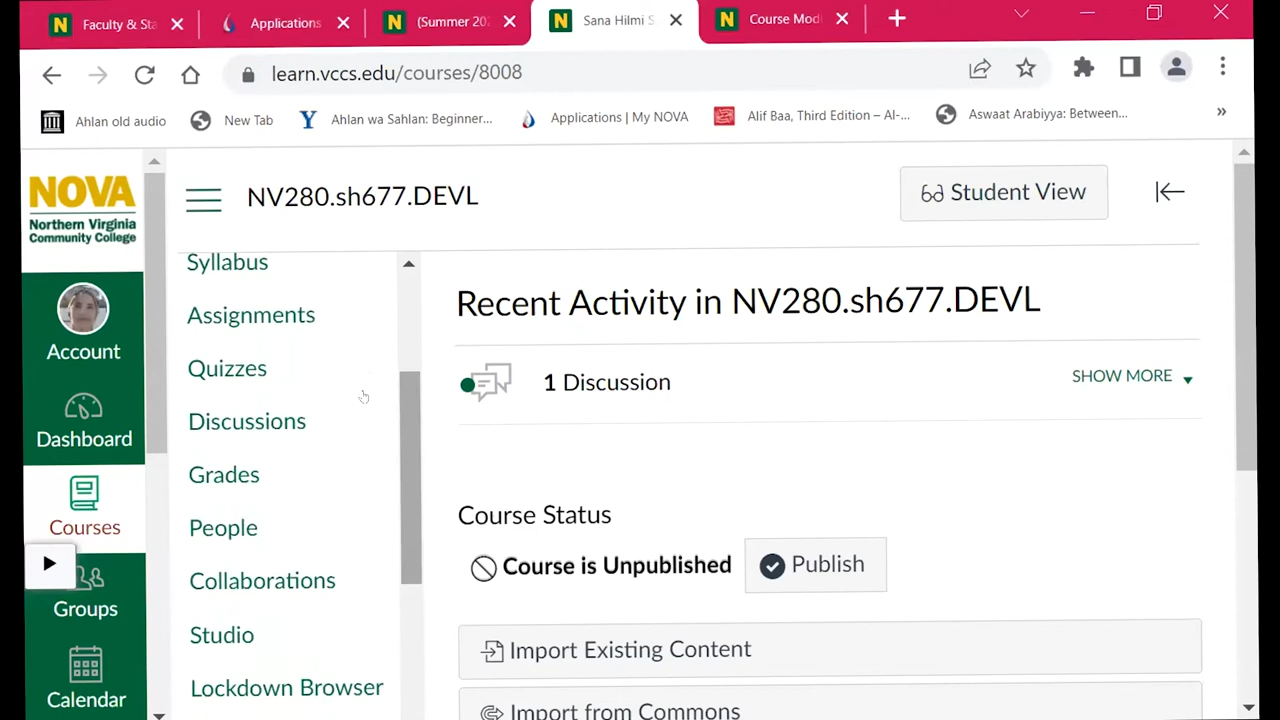 Faculty & Sta
Applications
(Summer 202
Sana Hilmi S
Course Modu
learn.vccs.edu/courses/8008
Ahlan old audio
New Tab
Ahlan wa Sahlan: Beginner...
Applications | My NOVA
Alif Baa, Third Edition – Al-...
Aswaat Arabiyya: Between...
»
NOVA
Northern Virginia
Community College
NV280.sh677.DEVL
Student View
Account
Dashboard
Courses
Groups
Calendar
Syllabus
Assignments
Quizzes
Discussions
Grades
People
Collaborations
Studio
Lockdown Browser
Recent Activity in NV280.sh677.DEVL
1 Discussion
SHOW MORE
Course Status
Course is Unpublished
Publish
Import Existing Content
Import from Commons